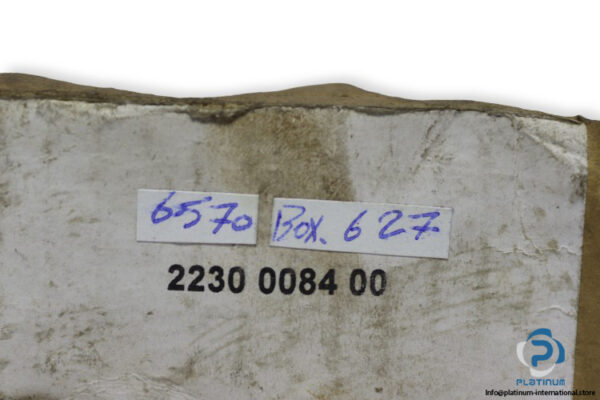 6570 Box. 627
2230 0084 00
PLATINUM
Info@platinum-international.store